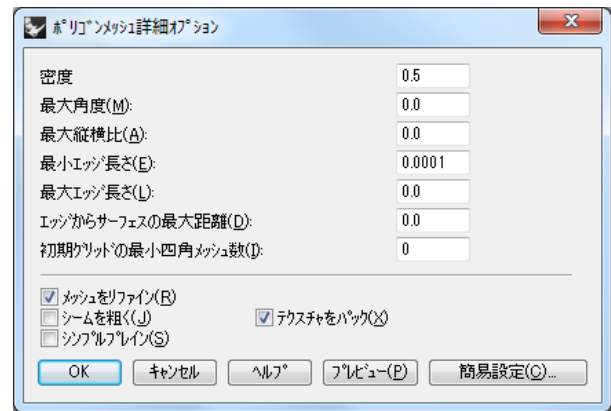 ﾎﾟﾘｺﾞﾝﾒｯｼｭ詳細ｵﾌﾟｼｮﾝ
密度 0.5
最大角度(M): 0.0
最大縦横比(A): 0.0
最小ｴｯｼﾞ長さ(E): 0.0001
最大ｴｯｼﾞ長さ(L): 0.0
ｴｯｼﾞからサーフェスの最大距離(D): 0.0
初期ｸﾞﾘｯﾄﾞの最小四角ﾒｯｼｭ数(I): 0
ﾒｯｼｭをﾘﾌｧｲﾝ(R)
シームを粗く(J) テクスチャをﾊﾟｯｸ(X)
ｼﾝﾌﾟﾙﾌﾟﾚｲﾝ(S)
OK ｷｬﾝｾﾙ ﾍﾙﾌﾟ ﾌﾟﾚﾋﾞｭｰ(P) 簡易設定(C)...